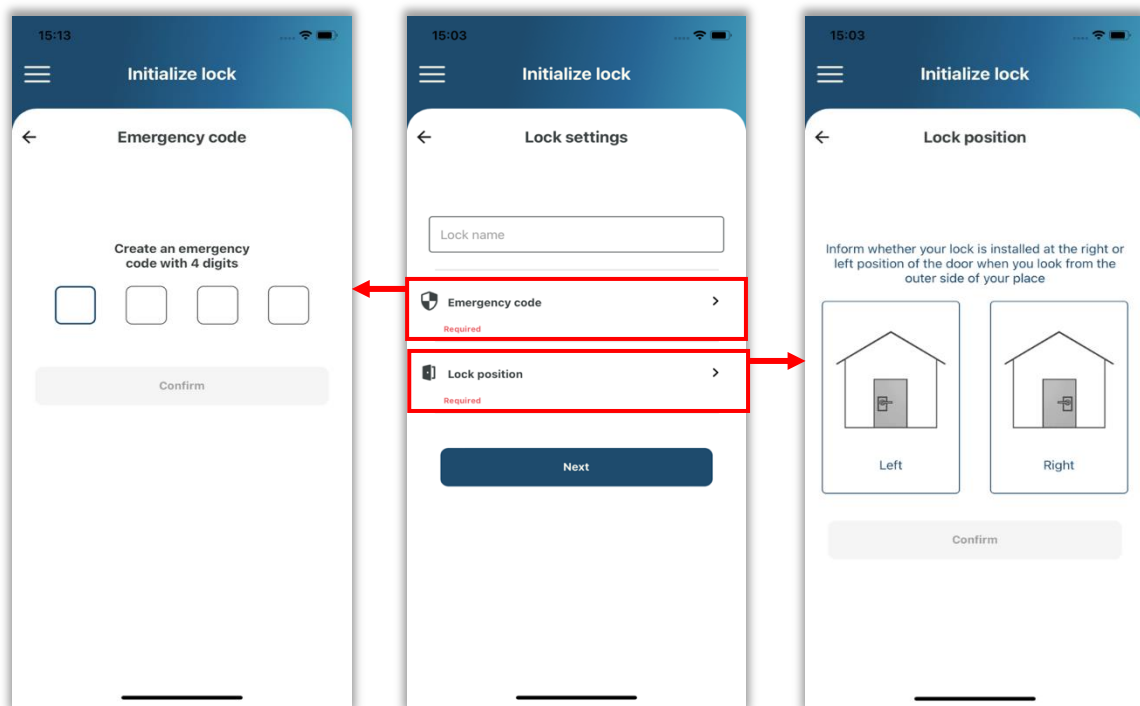 15:13
Initialize lock
Emergency code
Create an emergency
code with 4 digits
Confirm
15:03
Initialize lock
Lock settings
Lock name
Emergency code
Required
Lock position
Required
Next
15:03
Initialize lock
Lock position
Inform whether your lock is installed at the right or
left position of the door when you look from the
outer side of your place
Left
Right
Confirm